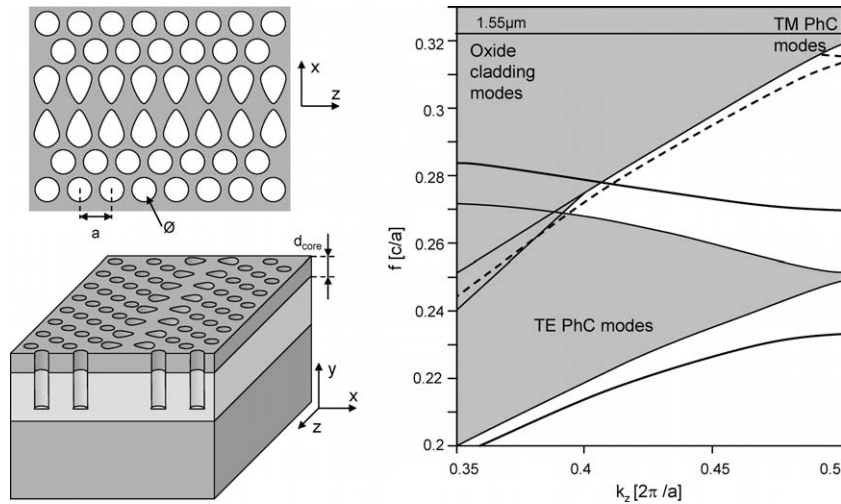 x
z
a
Ø
d_core
y
x
z
1.55µm
TM PhC
modes
Oxide
cladding
modes
TE PhC modes
f [c/a]
0.32
0.3
0.28
0.26
0.24
0.22
0.2
0.35
0.4
0.45
0.5
k_z [2π /a]